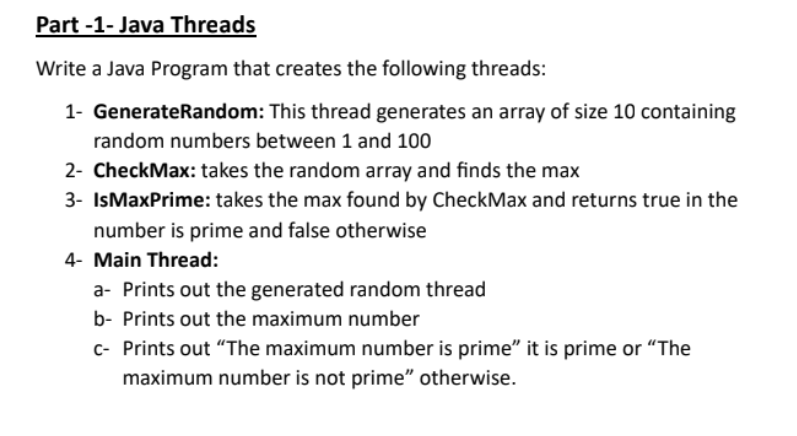 Part -1- Java Threads
Write a Java Program that creates the following threads:
1- GenerateRandom: This thread generates an array of size 10 containing
random numbers between 1 and 100
2- CheckMax: takes the random array and finds the max
3- IsMaxPrime: takes the max found by CheckMax and returns true in the
number is prime and false otherwise
4- Main Thread:
a- Prints out the generated random thread
b- Prints out the maximum number
c- Prints out “The maximum number is prime” it is prime or “The
maximum number is not prime” otherwise.